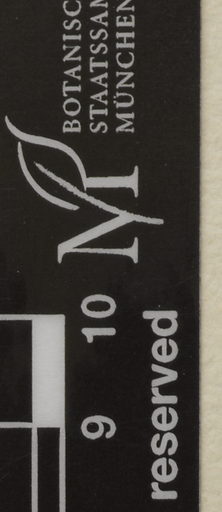 BOTANISC
STAATSSAM
MÜNCHEN
9 10
reserved